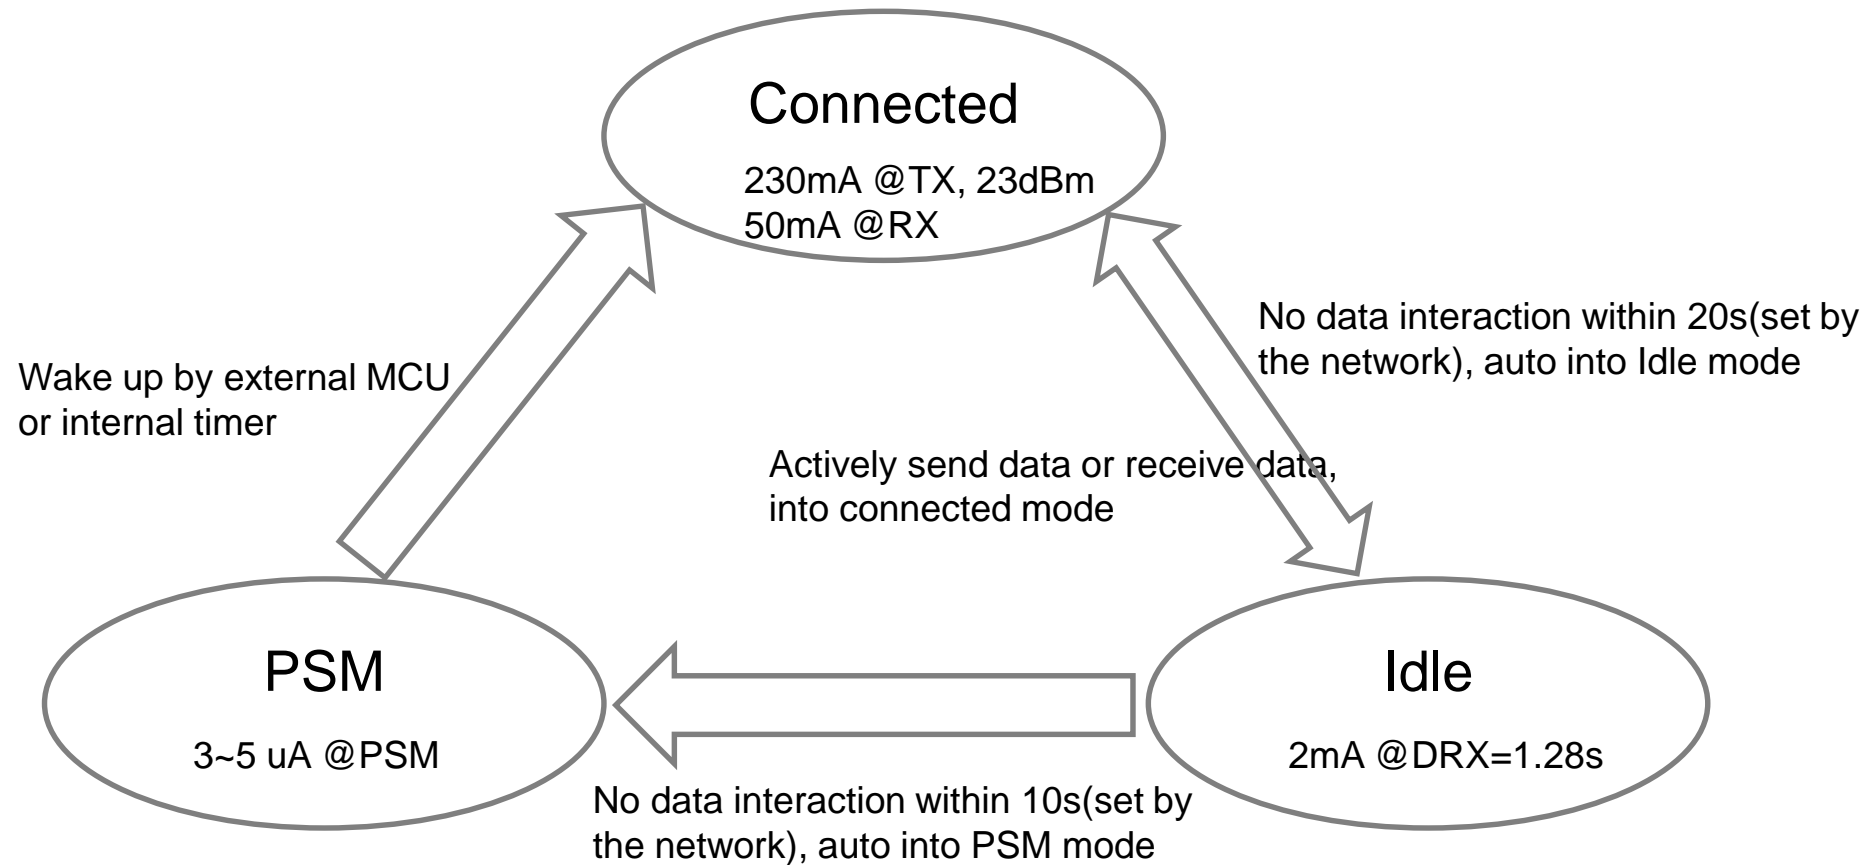 Connected
230mA @TX, 23dBm
50mA @RX
No data interaction within 20s(set by
the network), auto into Idle mode
Wake up by external MCU
or internal timer
Actively send data or receive data,
into connected mode
PSM
3~5 uA @PSM
Idle
2mA @DRX=1.28s
No data interaction within 10s(set by
the network), auto into PSM mode